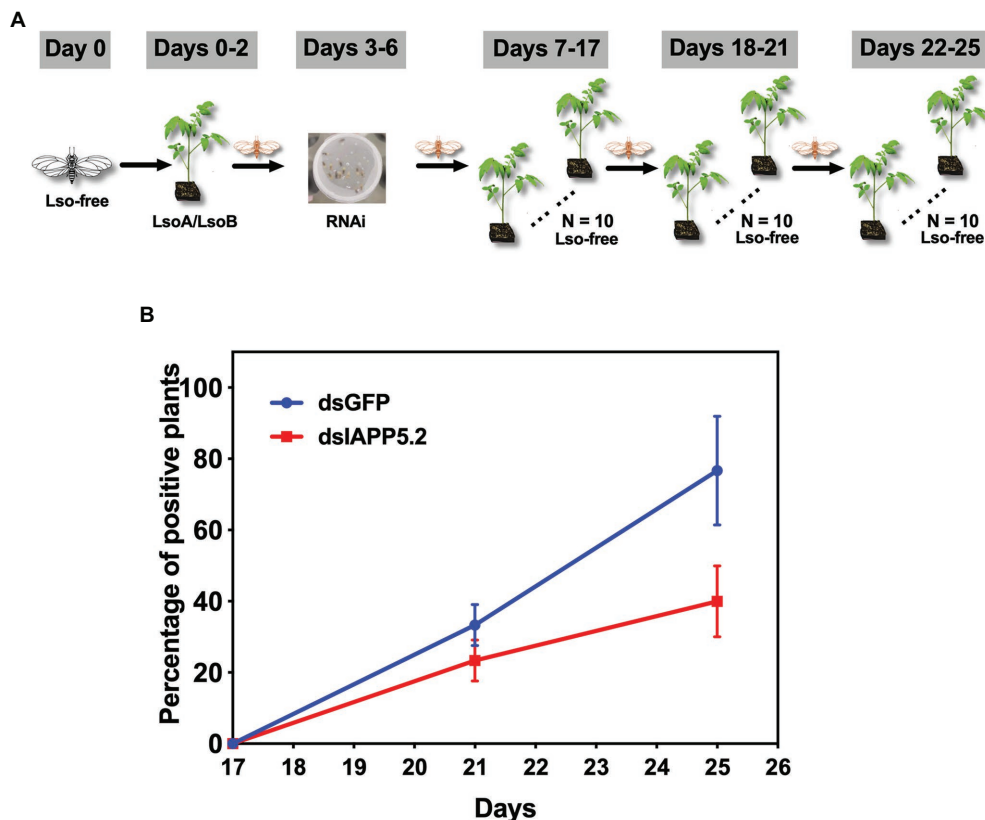 A
Day 0 Days 0-2 Days 3-6 Days 7-17 Days 18-21 Days 22-25
Lso-free
LsoA/LsoB
RNAi
N = 10
Lso-free
N = 10
Lso-free
N = 10
Lso-free
B
dsGFP
dsIAPP5.2
Percentage of positive plants
100
80
60
40
20
0
17 18 19 20 21 22 23 24 25 26
Days